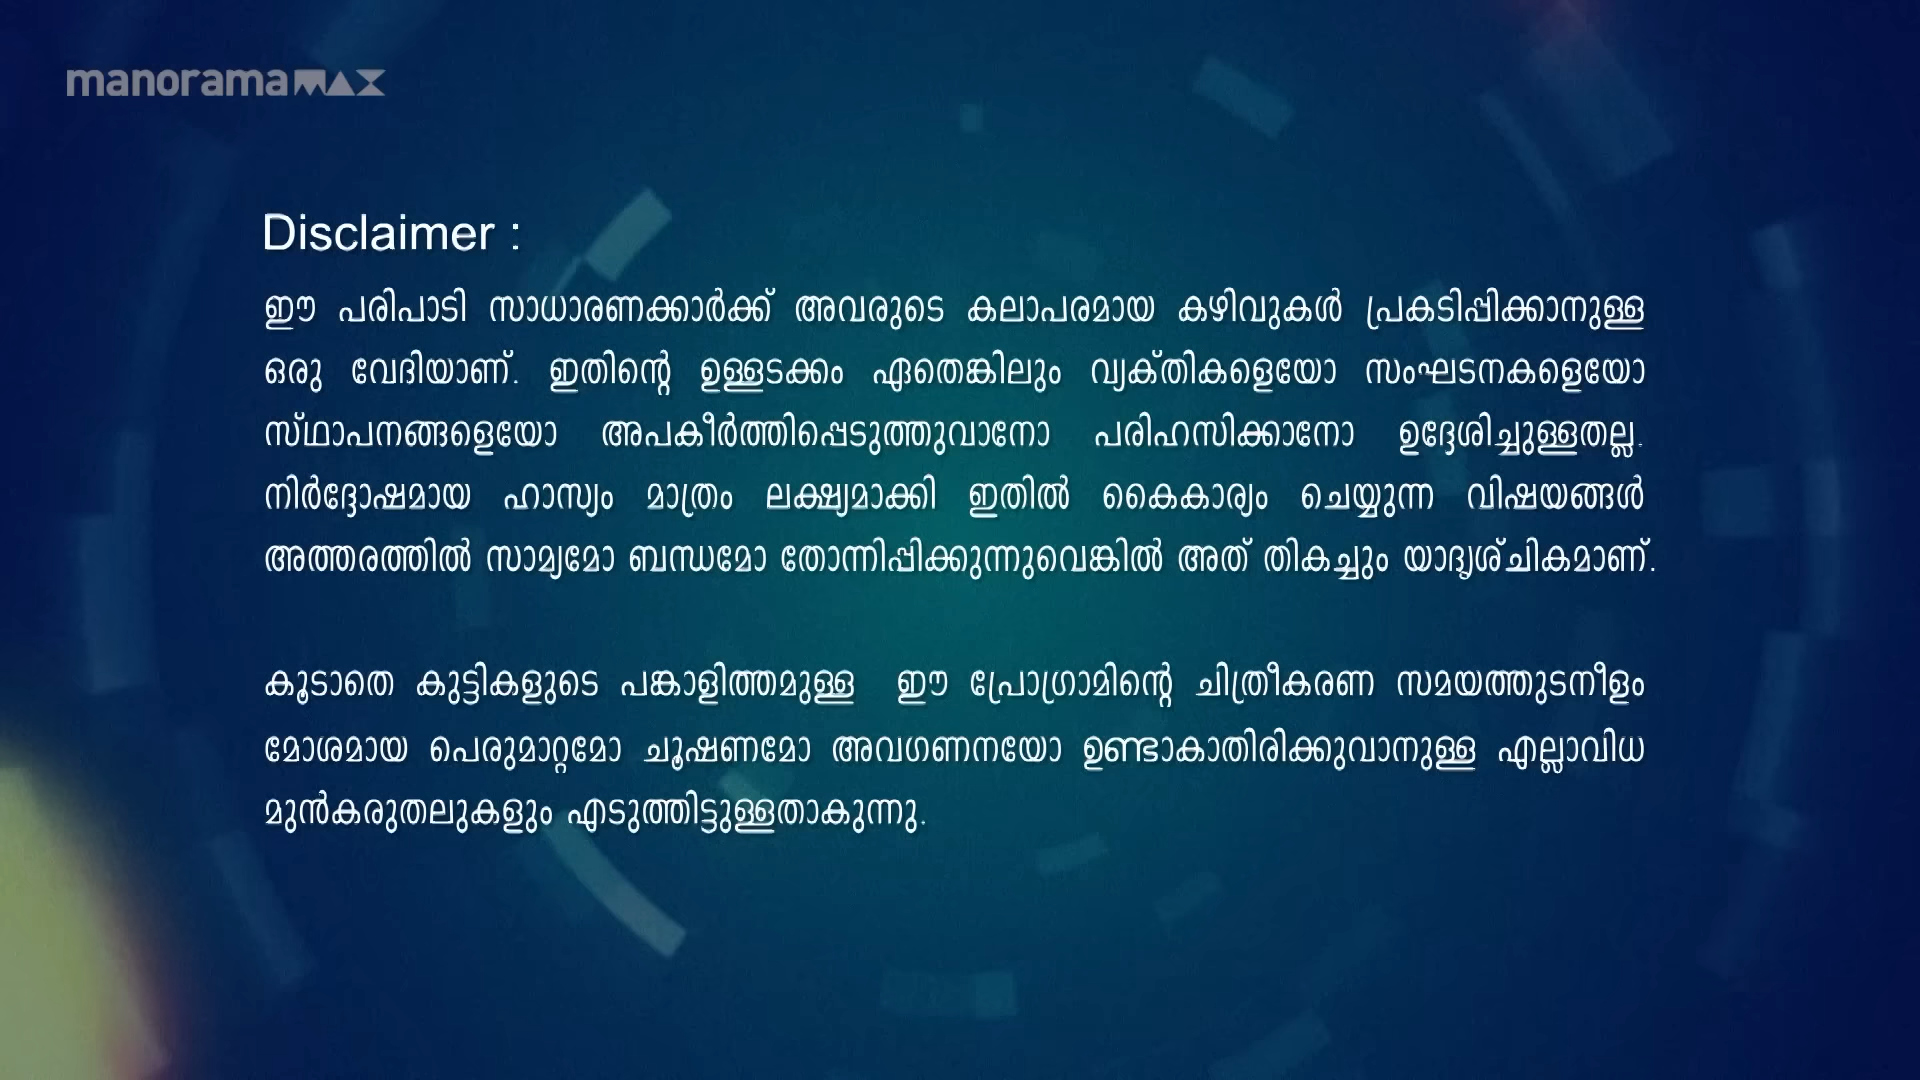 manoramaMAX
Disclaimer :
ഈ പരിപാടി സാധാരണക്കാർക്ക് അവരുടെ കലാപരമായ കഴിവുകൾ പ്രകടിപ്പിക്കാനുള്ള
ഒരു വേദിയാണ്. ഇതിന്റെ ഉള്ളടക്കം ഏതെങ്കിലും വ്യക്തികളെയോ സംഘടനകളെയോ
സ്ഥാപനങ്ങളെയോ അപകീർത്തിപ്പെടുത്തുവാനോ പരിഹസിക്കാനോ ഉദ്ദേശിച്ചുള്ളതല്ല.
നിർദ്ദോഷമായ ഹാസ്യം മാത്രം ലക്ഷ്യമാക്കി ഇതിൽ കൈകാര്യം ചെയ്യുന്ന വിഷയങ്ങൾ
അത്തരത്തിൽ സാമ്യമോ ബന്ധമോ തോന്നിപ്പിക്കുന്നുവെങ്കിൽ അത് തികച്ചും യാദൃശ്ചികമാണ്.
കൂടാതെ കുട്ടികളുടെ പങ്കാളിത്തമുള്ള ഈ പ്രോഗ്രാമിന്റെ ചിത്രീകരണ സമയത്തുടനീളം
മോശമായ പെരുമാറ്റമോ ചൂഷണമോ അവഗണനയോ ഉണ്ടാകാതിരിക്കുവാനുള്ള എല്ലാവിധ
മുൻകരുതലുകളും എടുത്തിട്ടുള്ളതാകുന്നു.